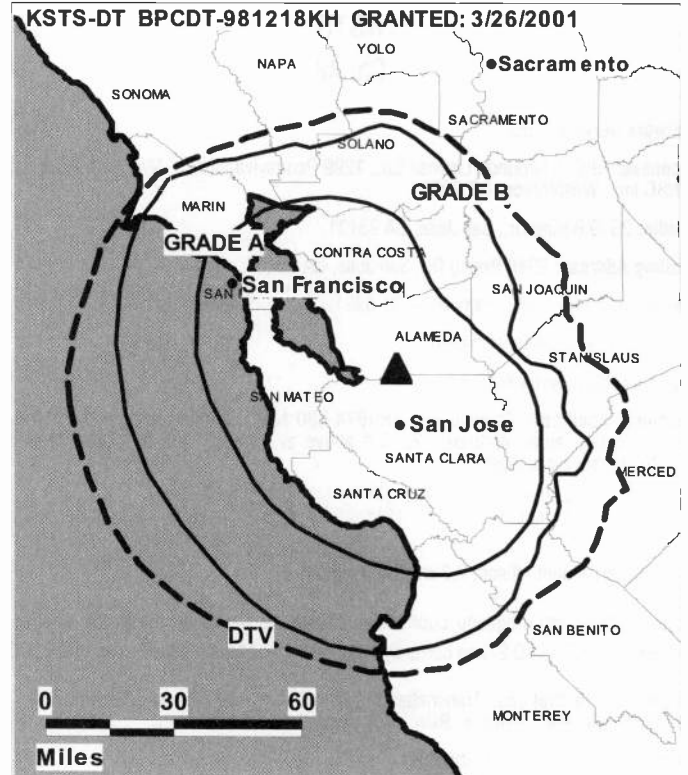 KSTS-DT BPCDT-981218KH GRANTED: 3/26/2001
YOLO
NAPA
Sacramento
SONOMA
SACRAMENTO
SOLANO
GRADE B
MARIN
GRADE A
CONTRA COSTA
SAN
San Francisco
SAN JOAQUIN
ALAMEDA
STANISLAUS
SAN MATEO
San Jose
SANTA CLARA
MERCED
SANTA CRUZ
DTV
SAN BENITO
0 30 60
MONTEREY
Miles